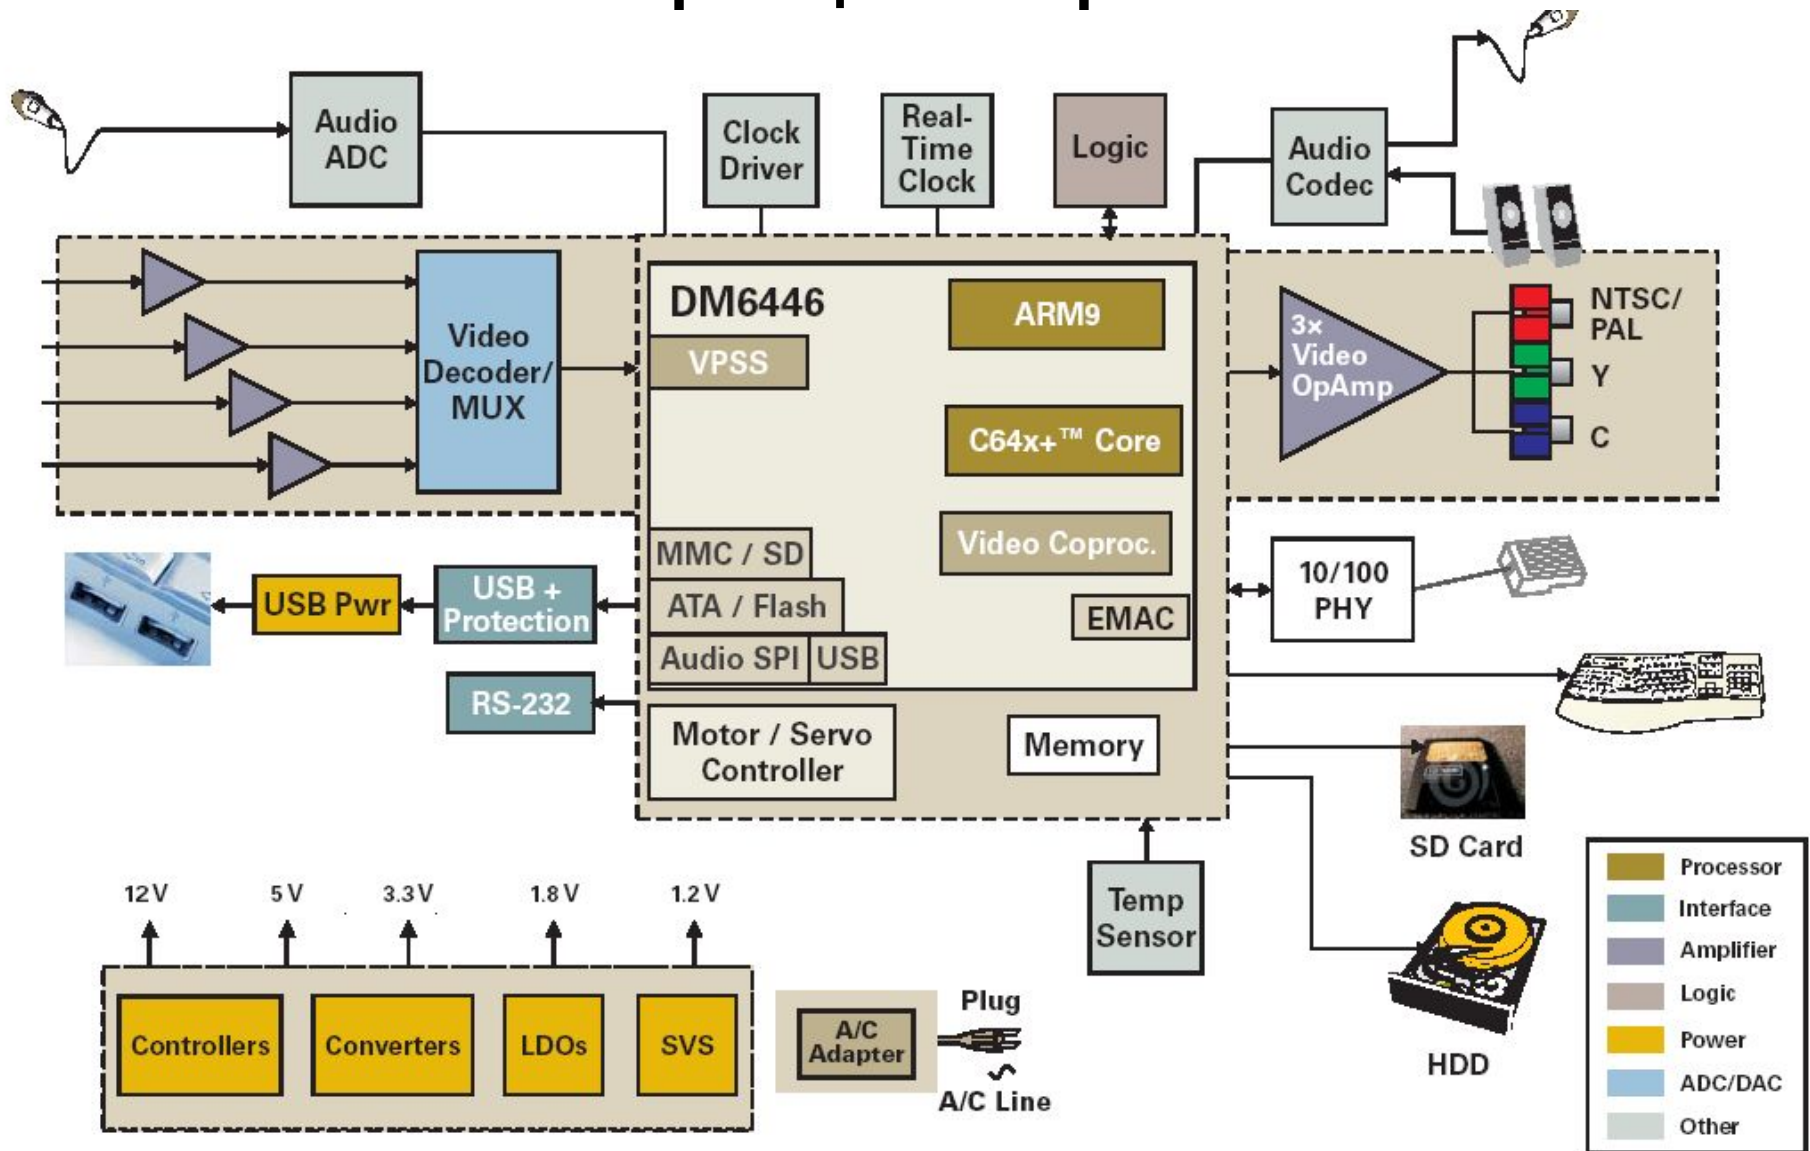 Audio
ADC
Clock
Driver
Real-
Time
Clock
Logic
Audio
Codec
Video
Decoder/
MUX
DM6446
VPSS
ARM9
C64x+™ Core
Video Coproc.
EMAC
MMC / SD
ATA / Flash
Audio SPI
USB
3x
Video
OpAmp
NTSC/
PAL
Y
C
USB Pwr
USB +
Protection
RS-232
10/100
PHY
Motor / Servo
Controller
Memory
SD Card
HDD
Temp
Sensor
12 V
5 V
3.3 V
1.8 V
1.2 V
Controllers
Converters
LDOs
SVS
A/C
Adapter
Plug
A/C Line
Processor
Interface
Amplifier
Logic
Power
ADC/DAC
Other